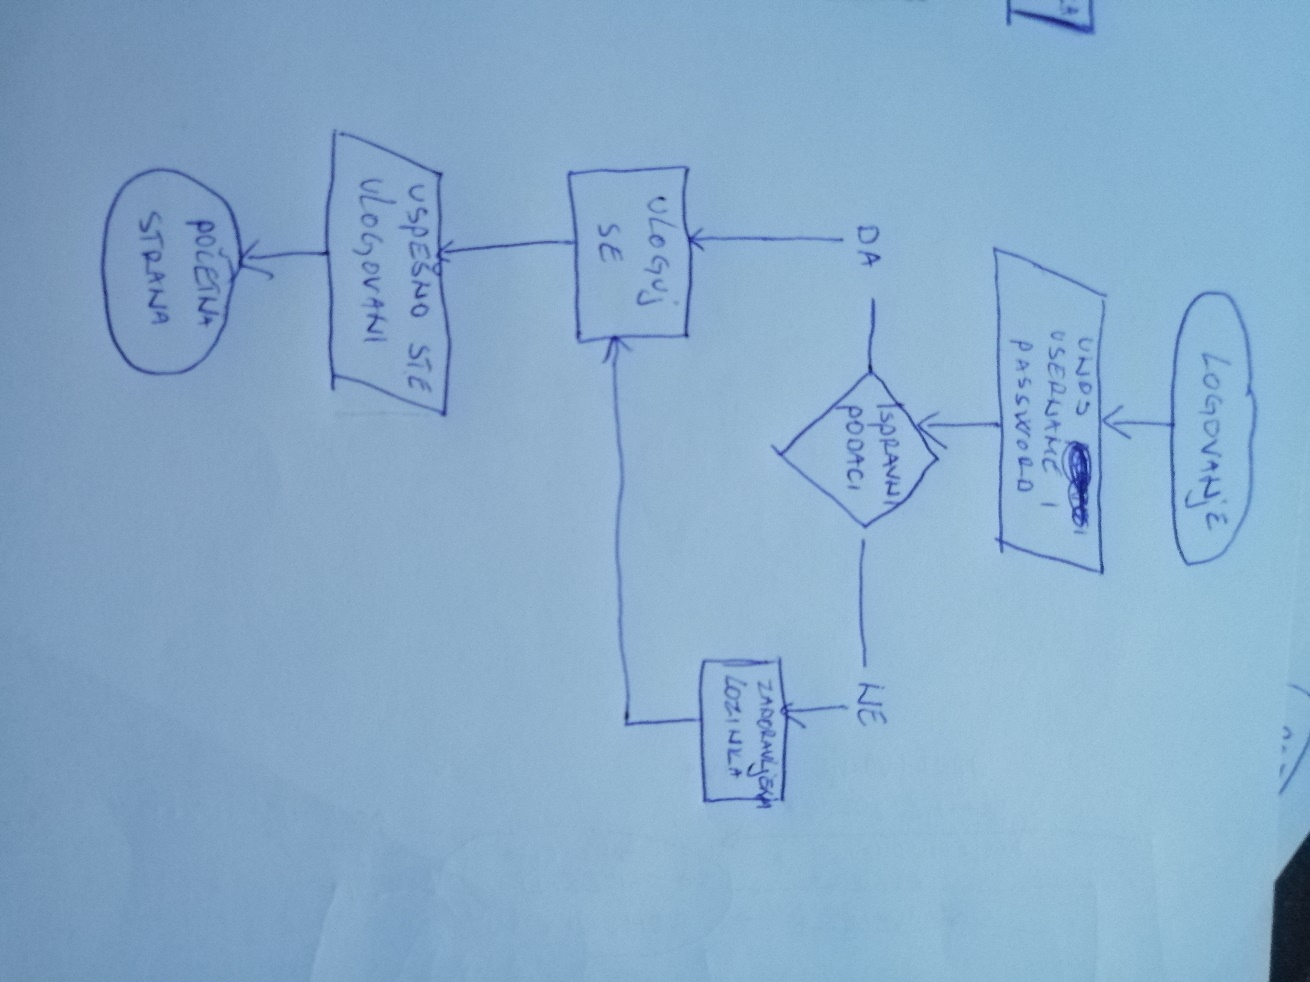 LOGOVANJE
UNOS
USERNAME I
PASSWORD
ISPRAVNI
PODACI
DA
NE
ULOGUJ
SE
ZABORAVLJENA
LOZINKA
USPEŠNO STE
ULOGOVANI
POČETNA
STRANA